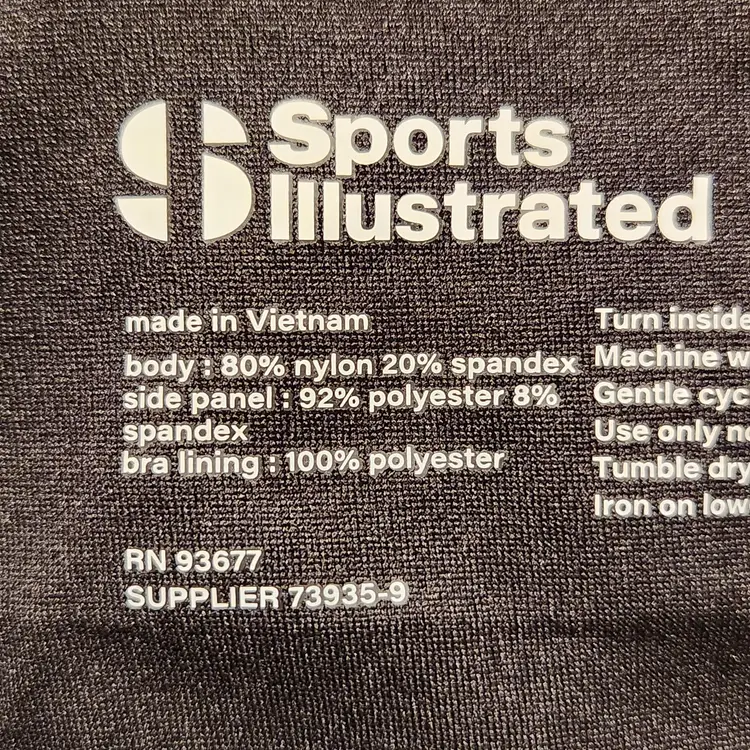 Sports
Illustrated
made in Vietnam
body : 80% nylon 20% spandex
side panel : 92% polyester 8%
spandex
bra lining : 100% polyester
RN 93677
SUPPLIER 73935-9
Turn inside
Machine
Gentle
Use only
Tumble dry
Iron on low